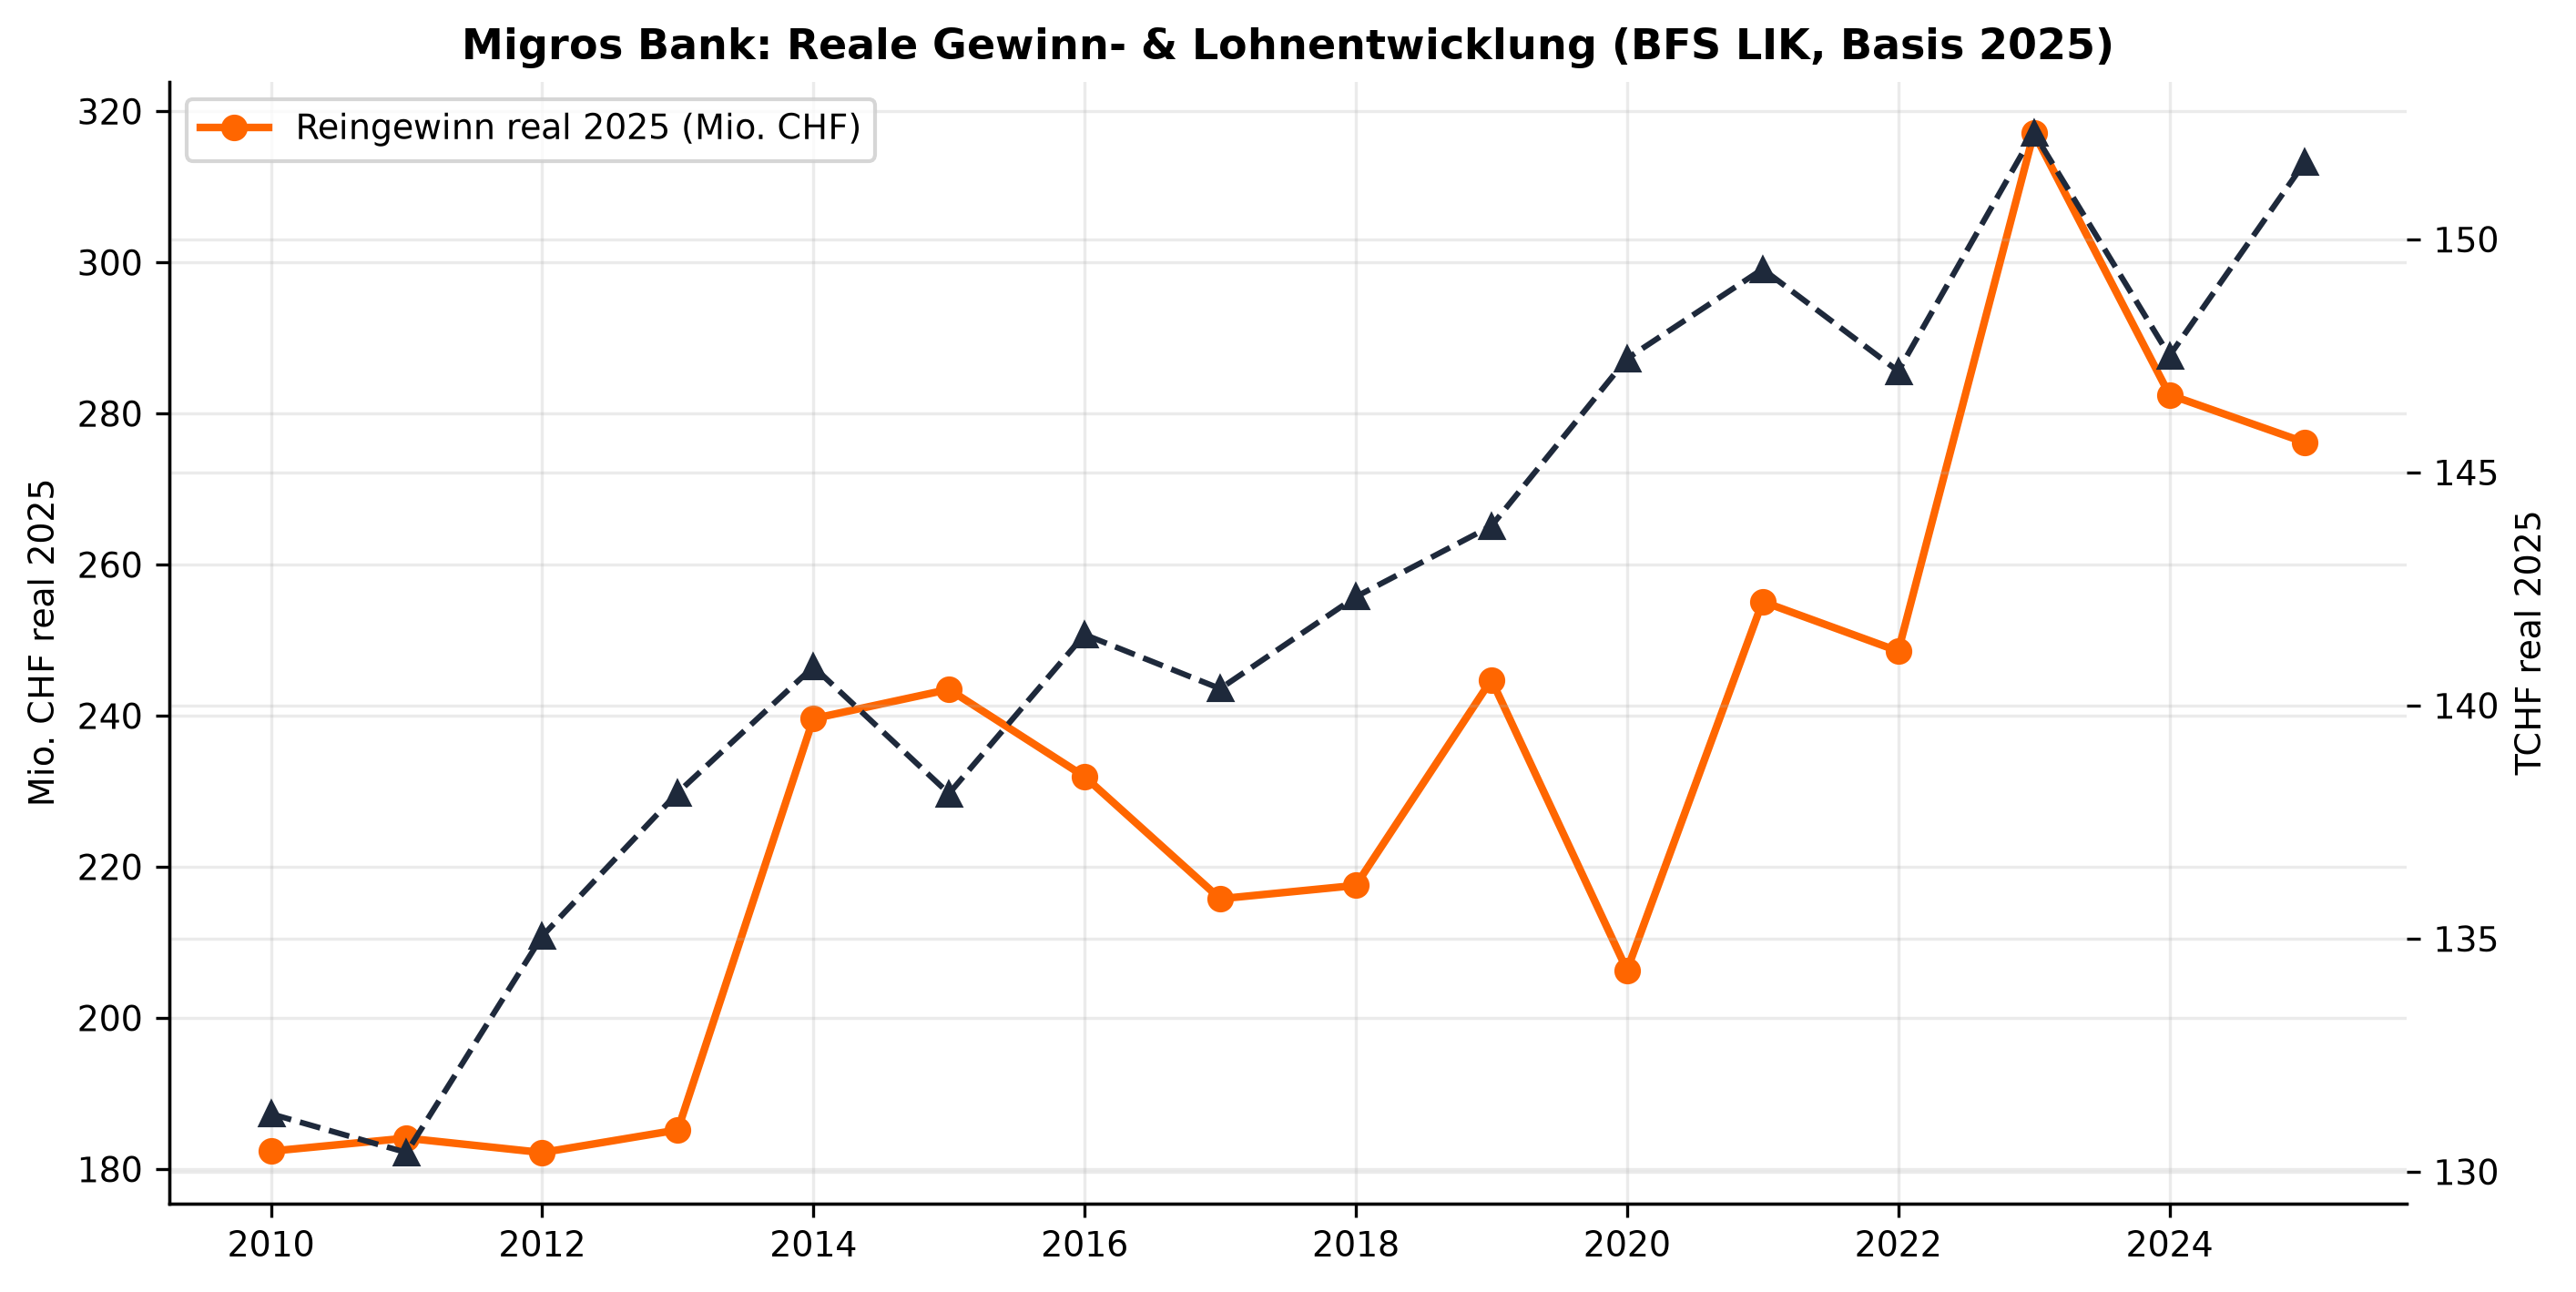 Migros Bank: Reale Gewinn- & Lohnentwicklung (BFS LIK, Basis 2025)
Reingewinn real 2025 (Mio. CHF)
Mio. CHF real 2025
320
300
280
260
240
220
200
180
150
145
140
135
130
TCHF real 2025
2010 2012 2014 2016 2018 2020 2022 2024